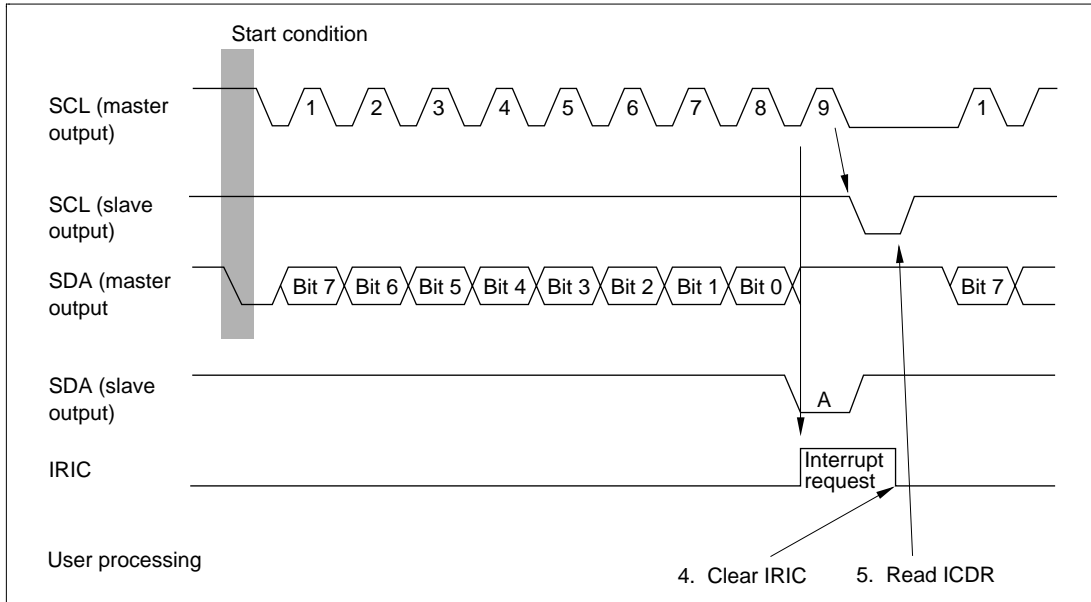 Start condition
SCL (master
output)
1 2 3 4 5 6 7 8 9 1
SCL (slave
output)
SDA (master
output
Bit 7 Bit 6 Bit 5 Bit 4 Bit 3 Bit 2 Bit 1 Bit 0 Bit 7
SDA (slave
output)
A
IRIC
Interrupt
request
User processing
4. Clear IRIC 5. Read ICDR